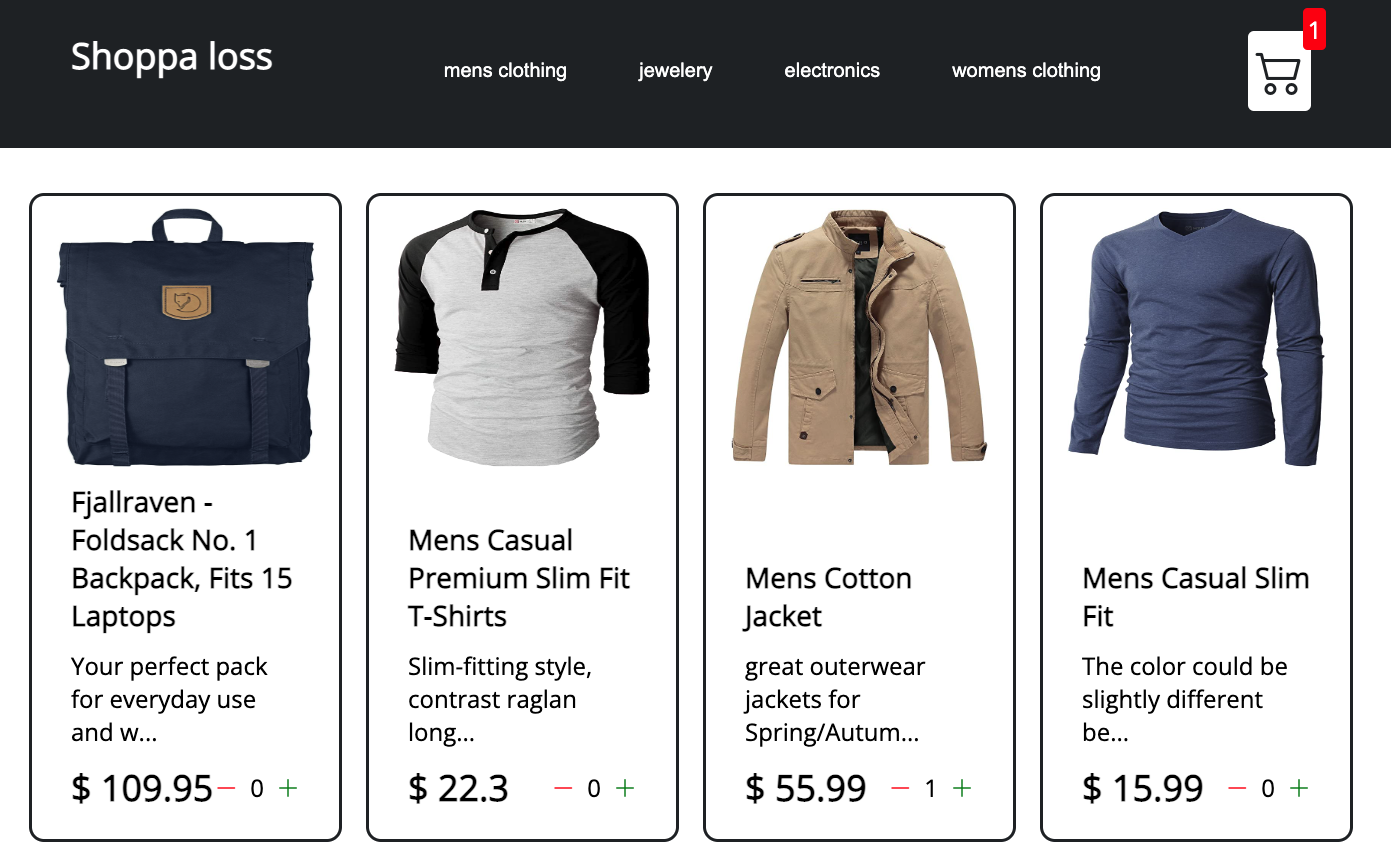 Shoppa loss
mens clothing
jewelery
electronics
womens clothing
1
Fjallraven -
Foldsack No. 1
Backpack, Fits 15
Laptops
Your perfect pack
for everyday use
and w...
$ 109.95
0
Mens Casual
Premium Slim Fit
T-Shirts
Slim-fitting style,
contrast raglan
long...
$ 22.3
0
Mens Cotton
Jacket
great outerwear
jackets for
Spring/Autum...
$ 55.99
1
Mens Casual Slim
Fit
The color could be
slightly different
be...
$ 15.99
0